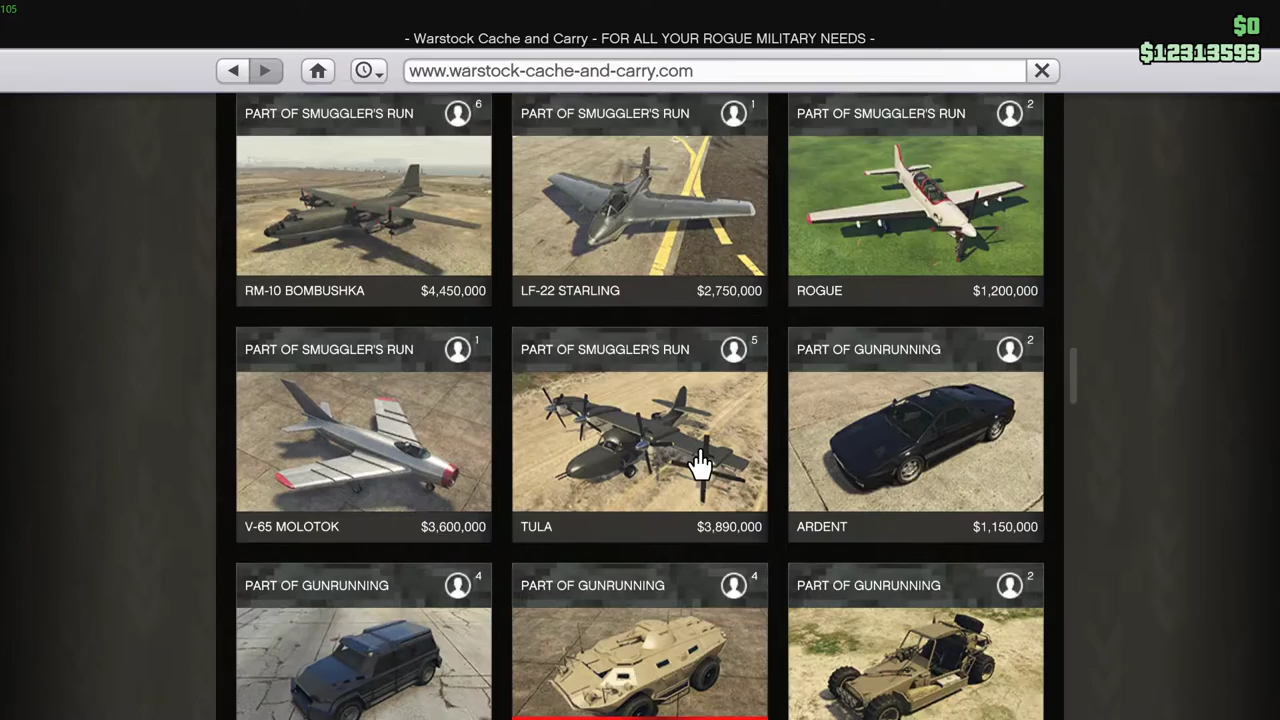 105
$0
- Warstock Cache and Carry - FOR ALL YOUR ROGUE MILITARY NEEDS -
$12313593
www.warstock-cache-and-carry.com
PART OF SMUGGLER'S RUN 6
PART OF SMUGGLER'S RUN 1
PART OF SMUGGLER'S RUN 2
RM-10 BOMBUSHKA $4,450,000
LF-22 STARLING $2,750,000
ROGUE $1,200,000
PART OF SMUGGLER'S RUN 1
PART OF SMUGGLER'S RUN 5
PART OF GUNRUNNING 2
V-65 MOLOTOK $3,600,000
TULA $3,890,000
ARDENT $1,150,000
PART OF GUNRUNNING 4
PART OF GUNRUNNING 4
PART OF GUNRUNNING 2